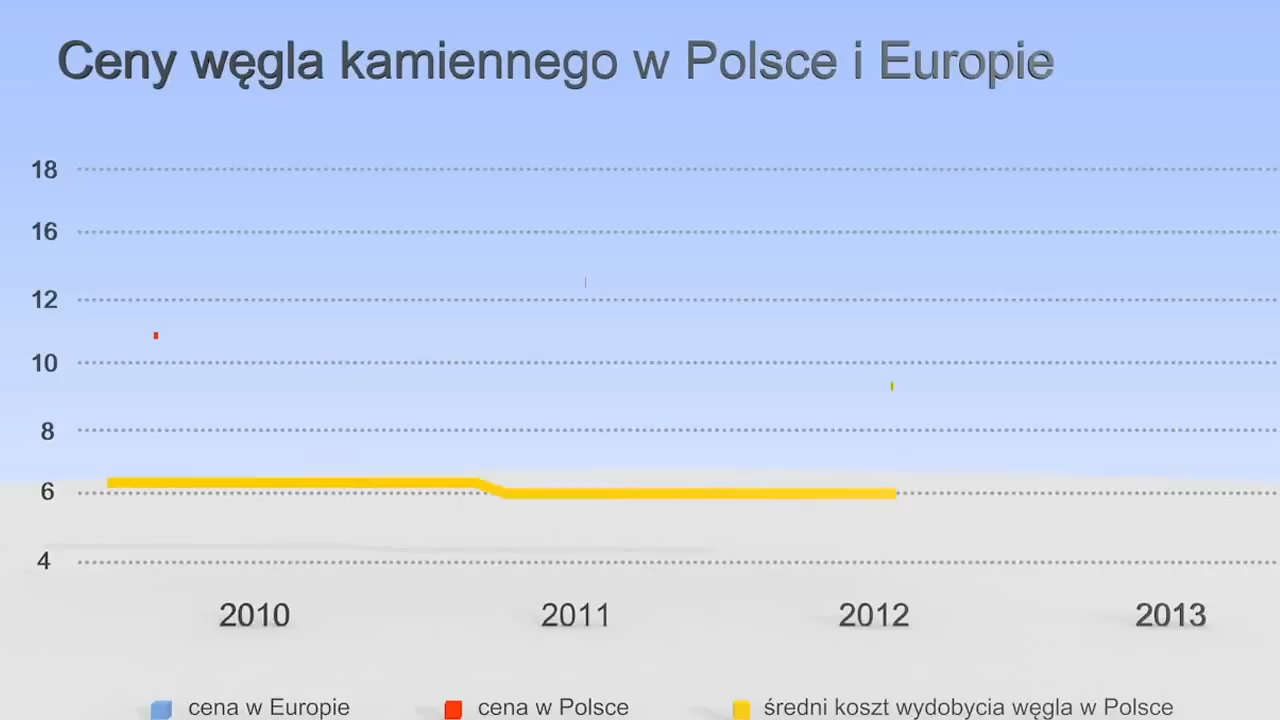 Ceny węgla kamiennego w Polsce i Europie
18
16
12
10
8
6
4
2010 2011 2012 2013
cena w Europie cena w Polsce średni koszt wydobycia węgla w Polsce